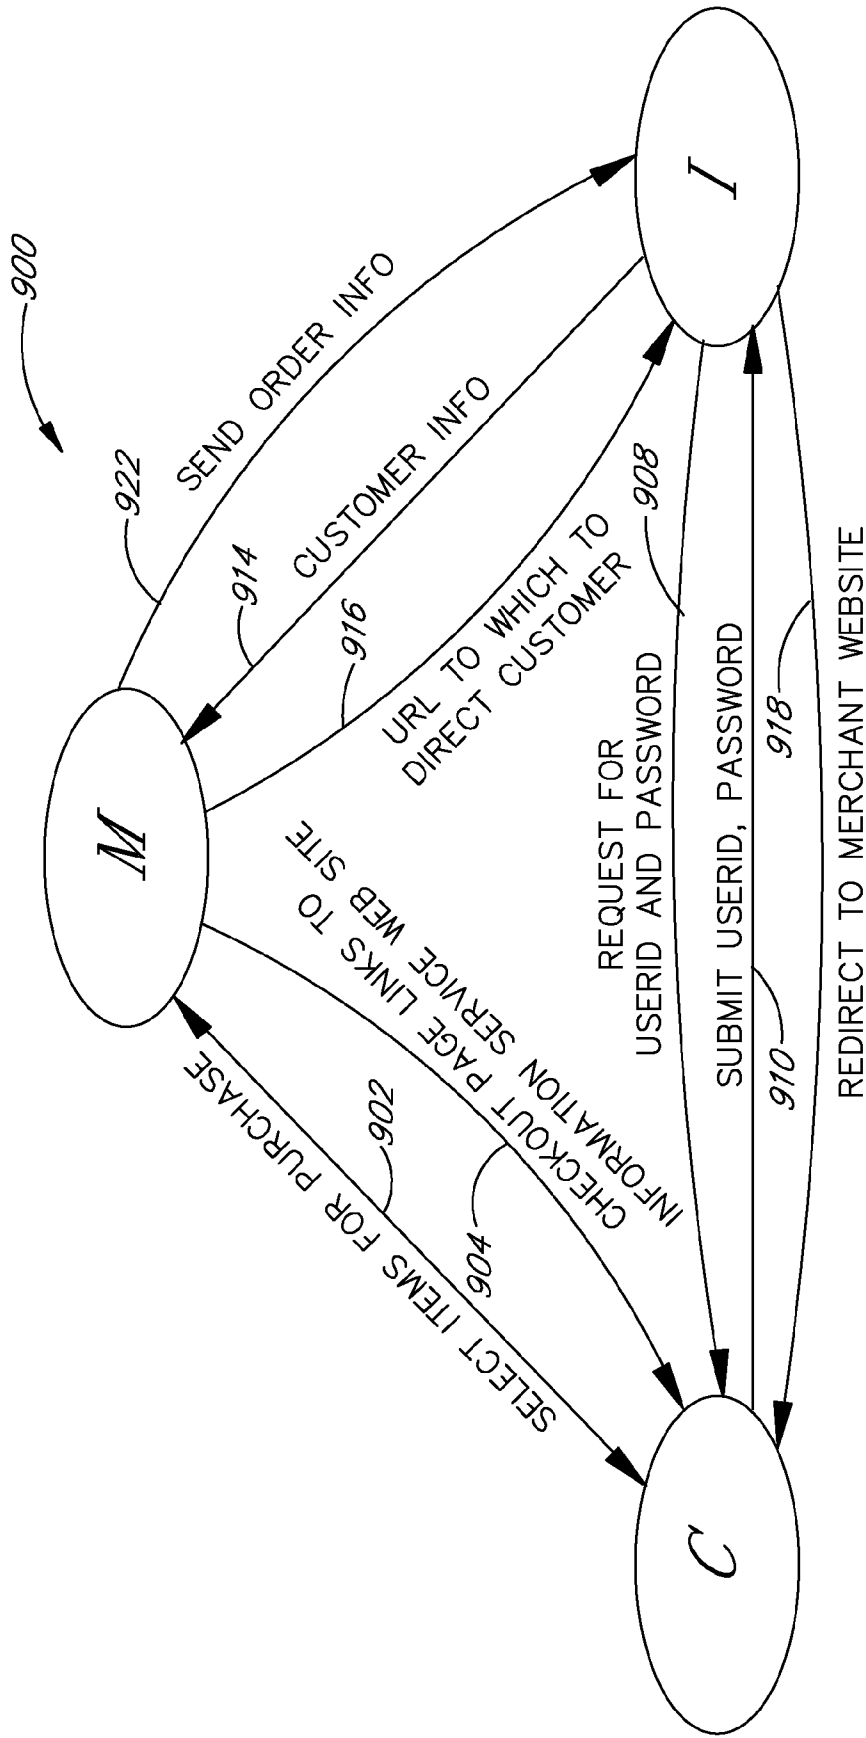 900
M
922
SEND ORDER INFO
914
CUSTOMER INFO
916
URL TO WHICH TO
DIRECT CUSTOMER
SELECT ITEMS FOR PURCHASE
902
904
CHECKOUT PAGE LINKS TO
INFORMATION SERVICE WEB SITE
C
I
REQUEST FOR
USERID AND PASSWORD
908
SUBMIT USERID, PASSWORD
910
918
REDIRECT TO MERCHANT WEBSITE